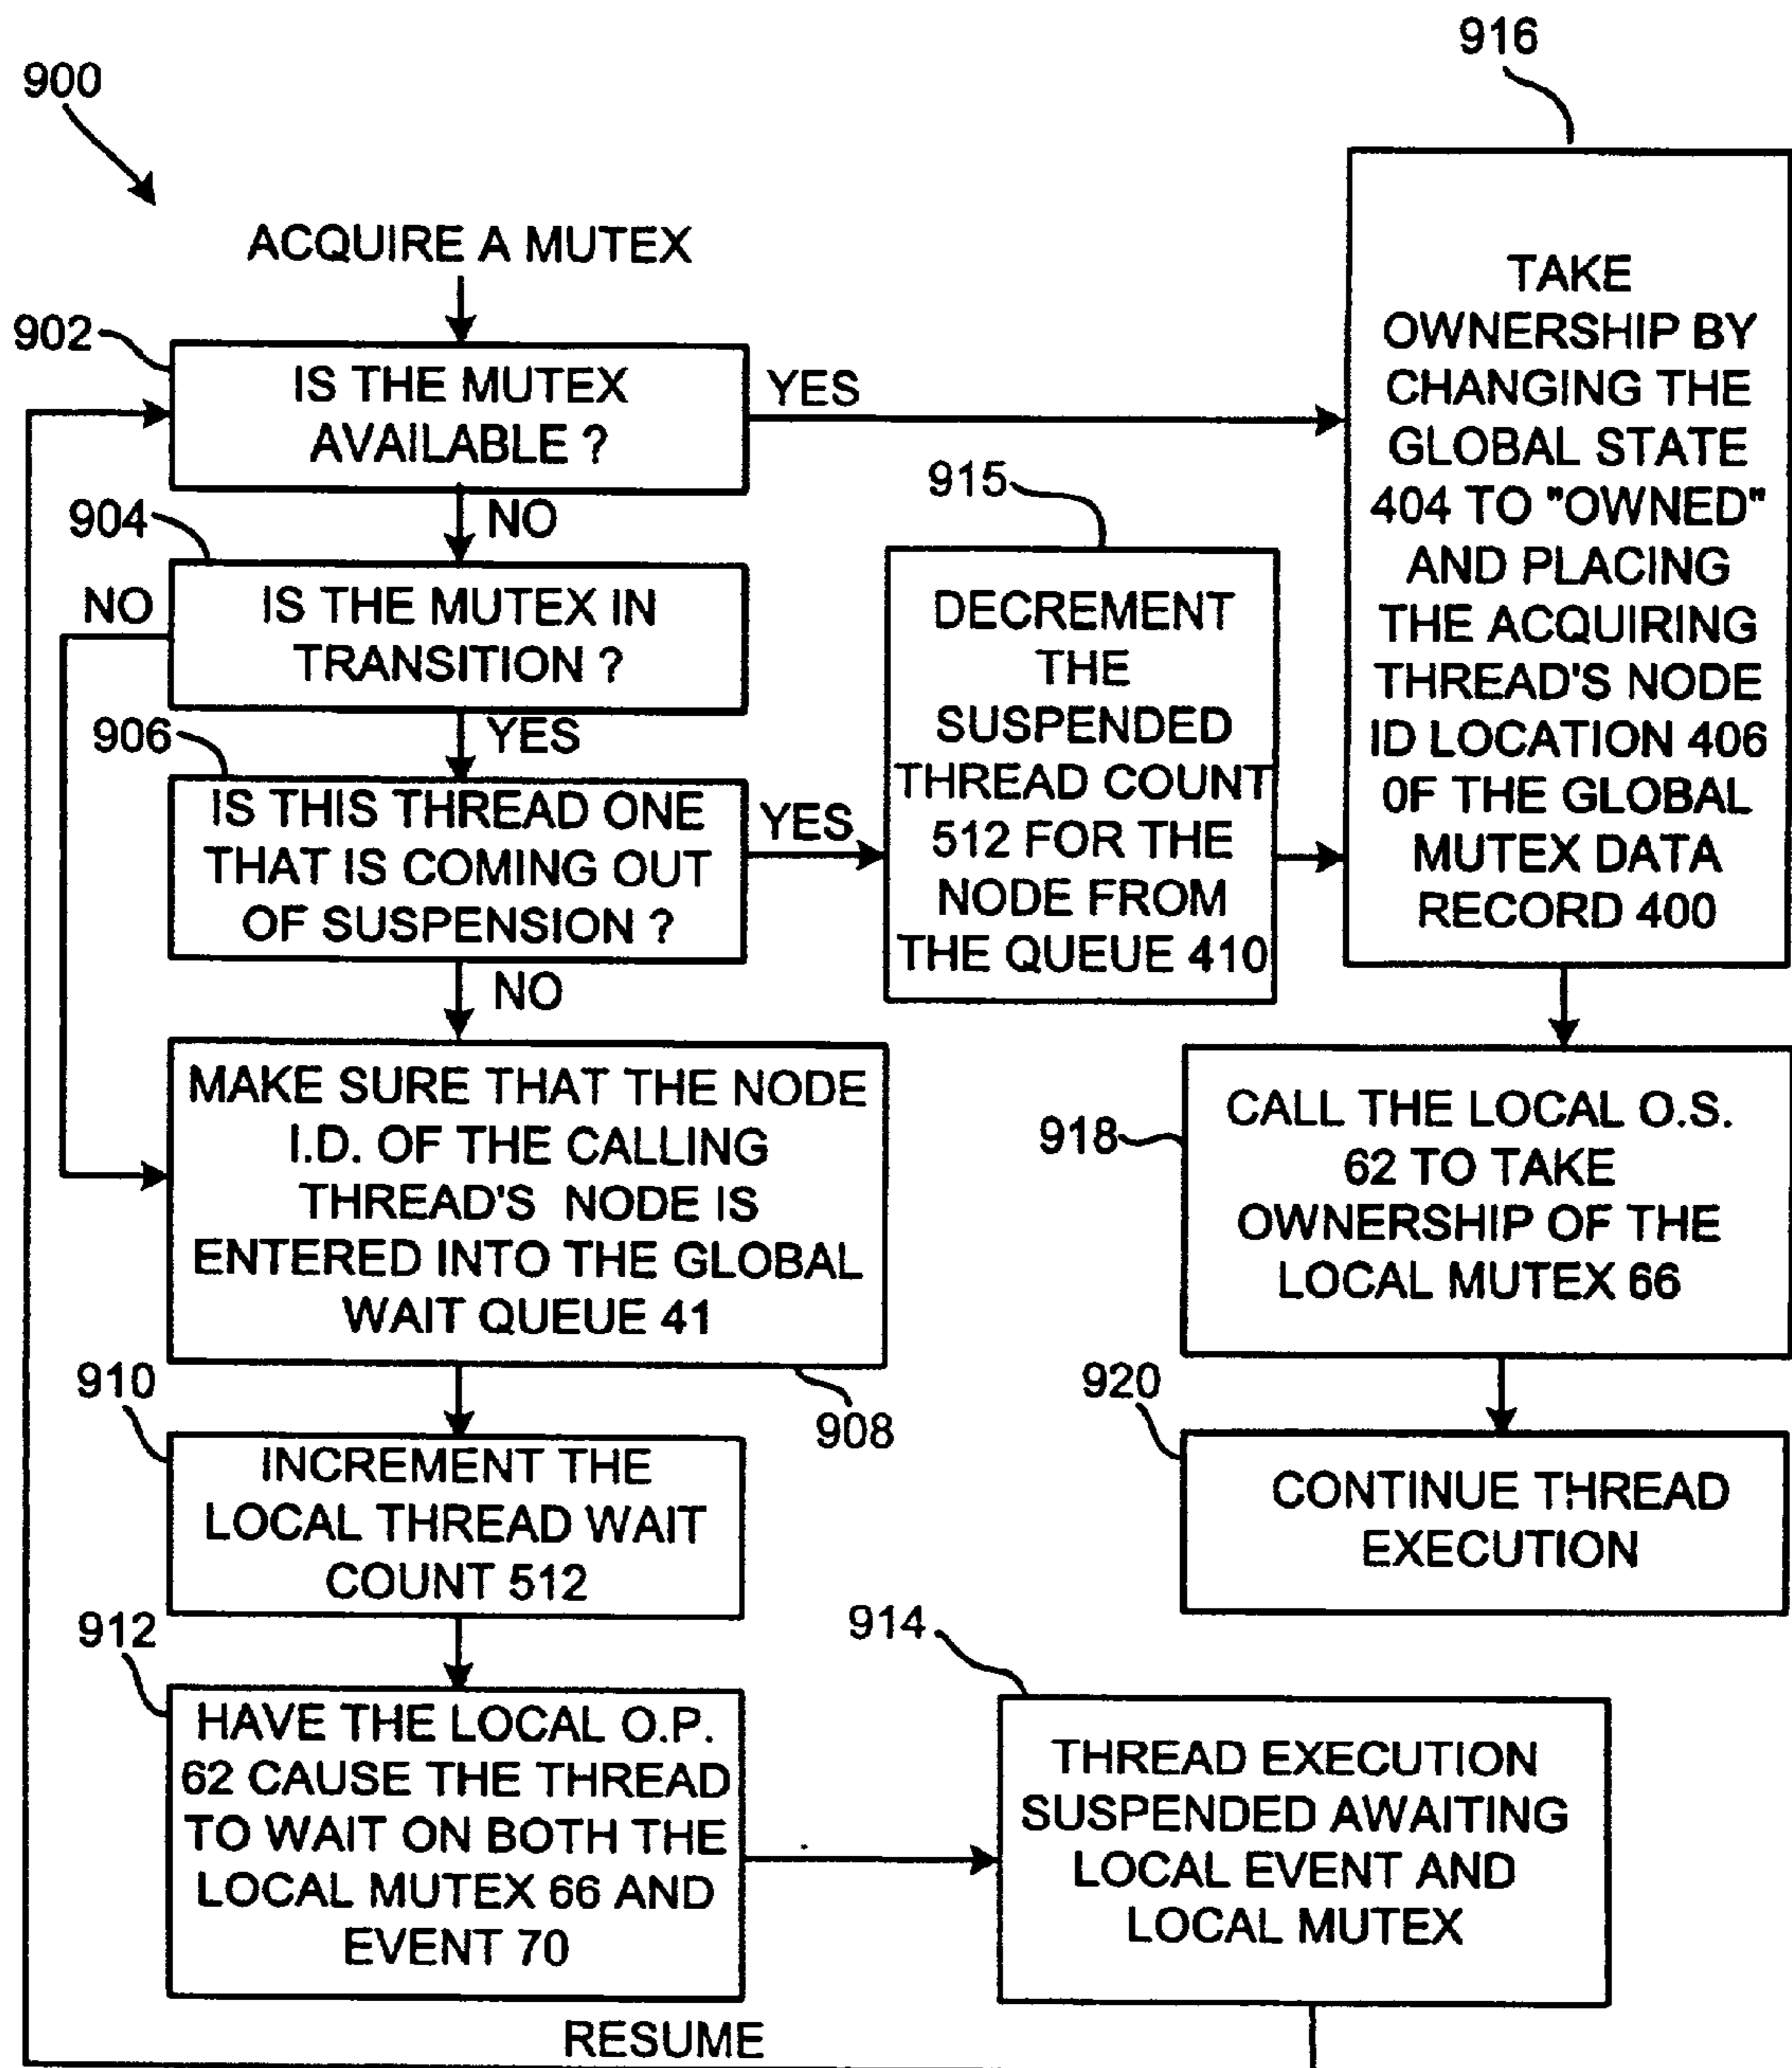 900
916
ACQUIRE A MUTEX
902
IS THE MUTEX
AVAILABLE ?
YES
NO
904
IS THE MUTEX IN
TRANSITION ?
NO
YES
906
IS THIS THREAD ONE
THAT IS COMING OUT
OF SUSPENSION ?
YES
NO
915
DECREMENT
THE
SUSPENDED
THREAD COUNT
512 FOR THE
NODE FROM
THE QUEUE 410
TAKE
OWNERSHIP BY
CHANGING THE
GLOBAL STATE
404 TO "OWNED"
AND PLACING
THE ACQUIRING
THREAD'S NODE
ID LOCATION 406
0F THE GLOBAL
MUTEX DATA
RECORD 400
MAKE SURE THAT THE NODE
I.D. OF THE CALLING
THREAD'S NODE IS
ENTERED INTO THE GLOBAL
WAIT QUEUE 41
908
918
CALL THE LOCAL O.S.
62 TO TAKE
OWNERSHIP OF THE
LOCAL MUTEX 66
910
INCREMENT THE
LOCAL THREAD WAIT
COUNT 512
920
CONTINUE THREAD
EXECUTION
912
HAVE THE LOCAL O.P.
62 CAUSE THE THREAD
TO WAIT ON BOTH THE
LOCAL MUTEX 66 AND
EVENT 70
914
THREAD EXECUTION
SUSPENDED AWAITING
LOCAL EVENT AND
LOCAL MUTEX
RESUME